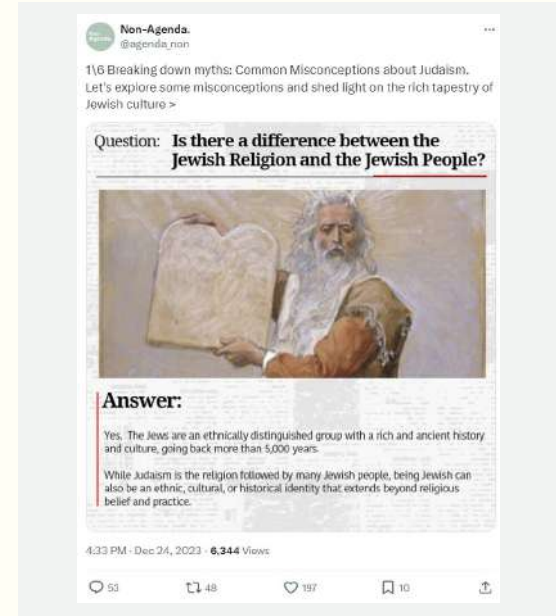 Non-Agenda.
@agenda_non
1\6 Breaking down myths: Common Misconceptions about Judaism.
Let's explore some misconceptions and shed light on the rich tapestry of
Jewish culture >
Question: Is there a difference between the
Jewish Religion and the Jewish People?
Answer:
Yes. The Jews are an ethnically distinguished group with a rich and ancient history
and culture, going back more than 5,000 years.
While Judaism is the religion followed by many Jewish people, being Jewish can
also be an ethnic, cultural, or historical identity that extends beyond religious
belief and practice.
4:33 PM · Dec 24, 2023 · 6,344 Views
53 48 197 10